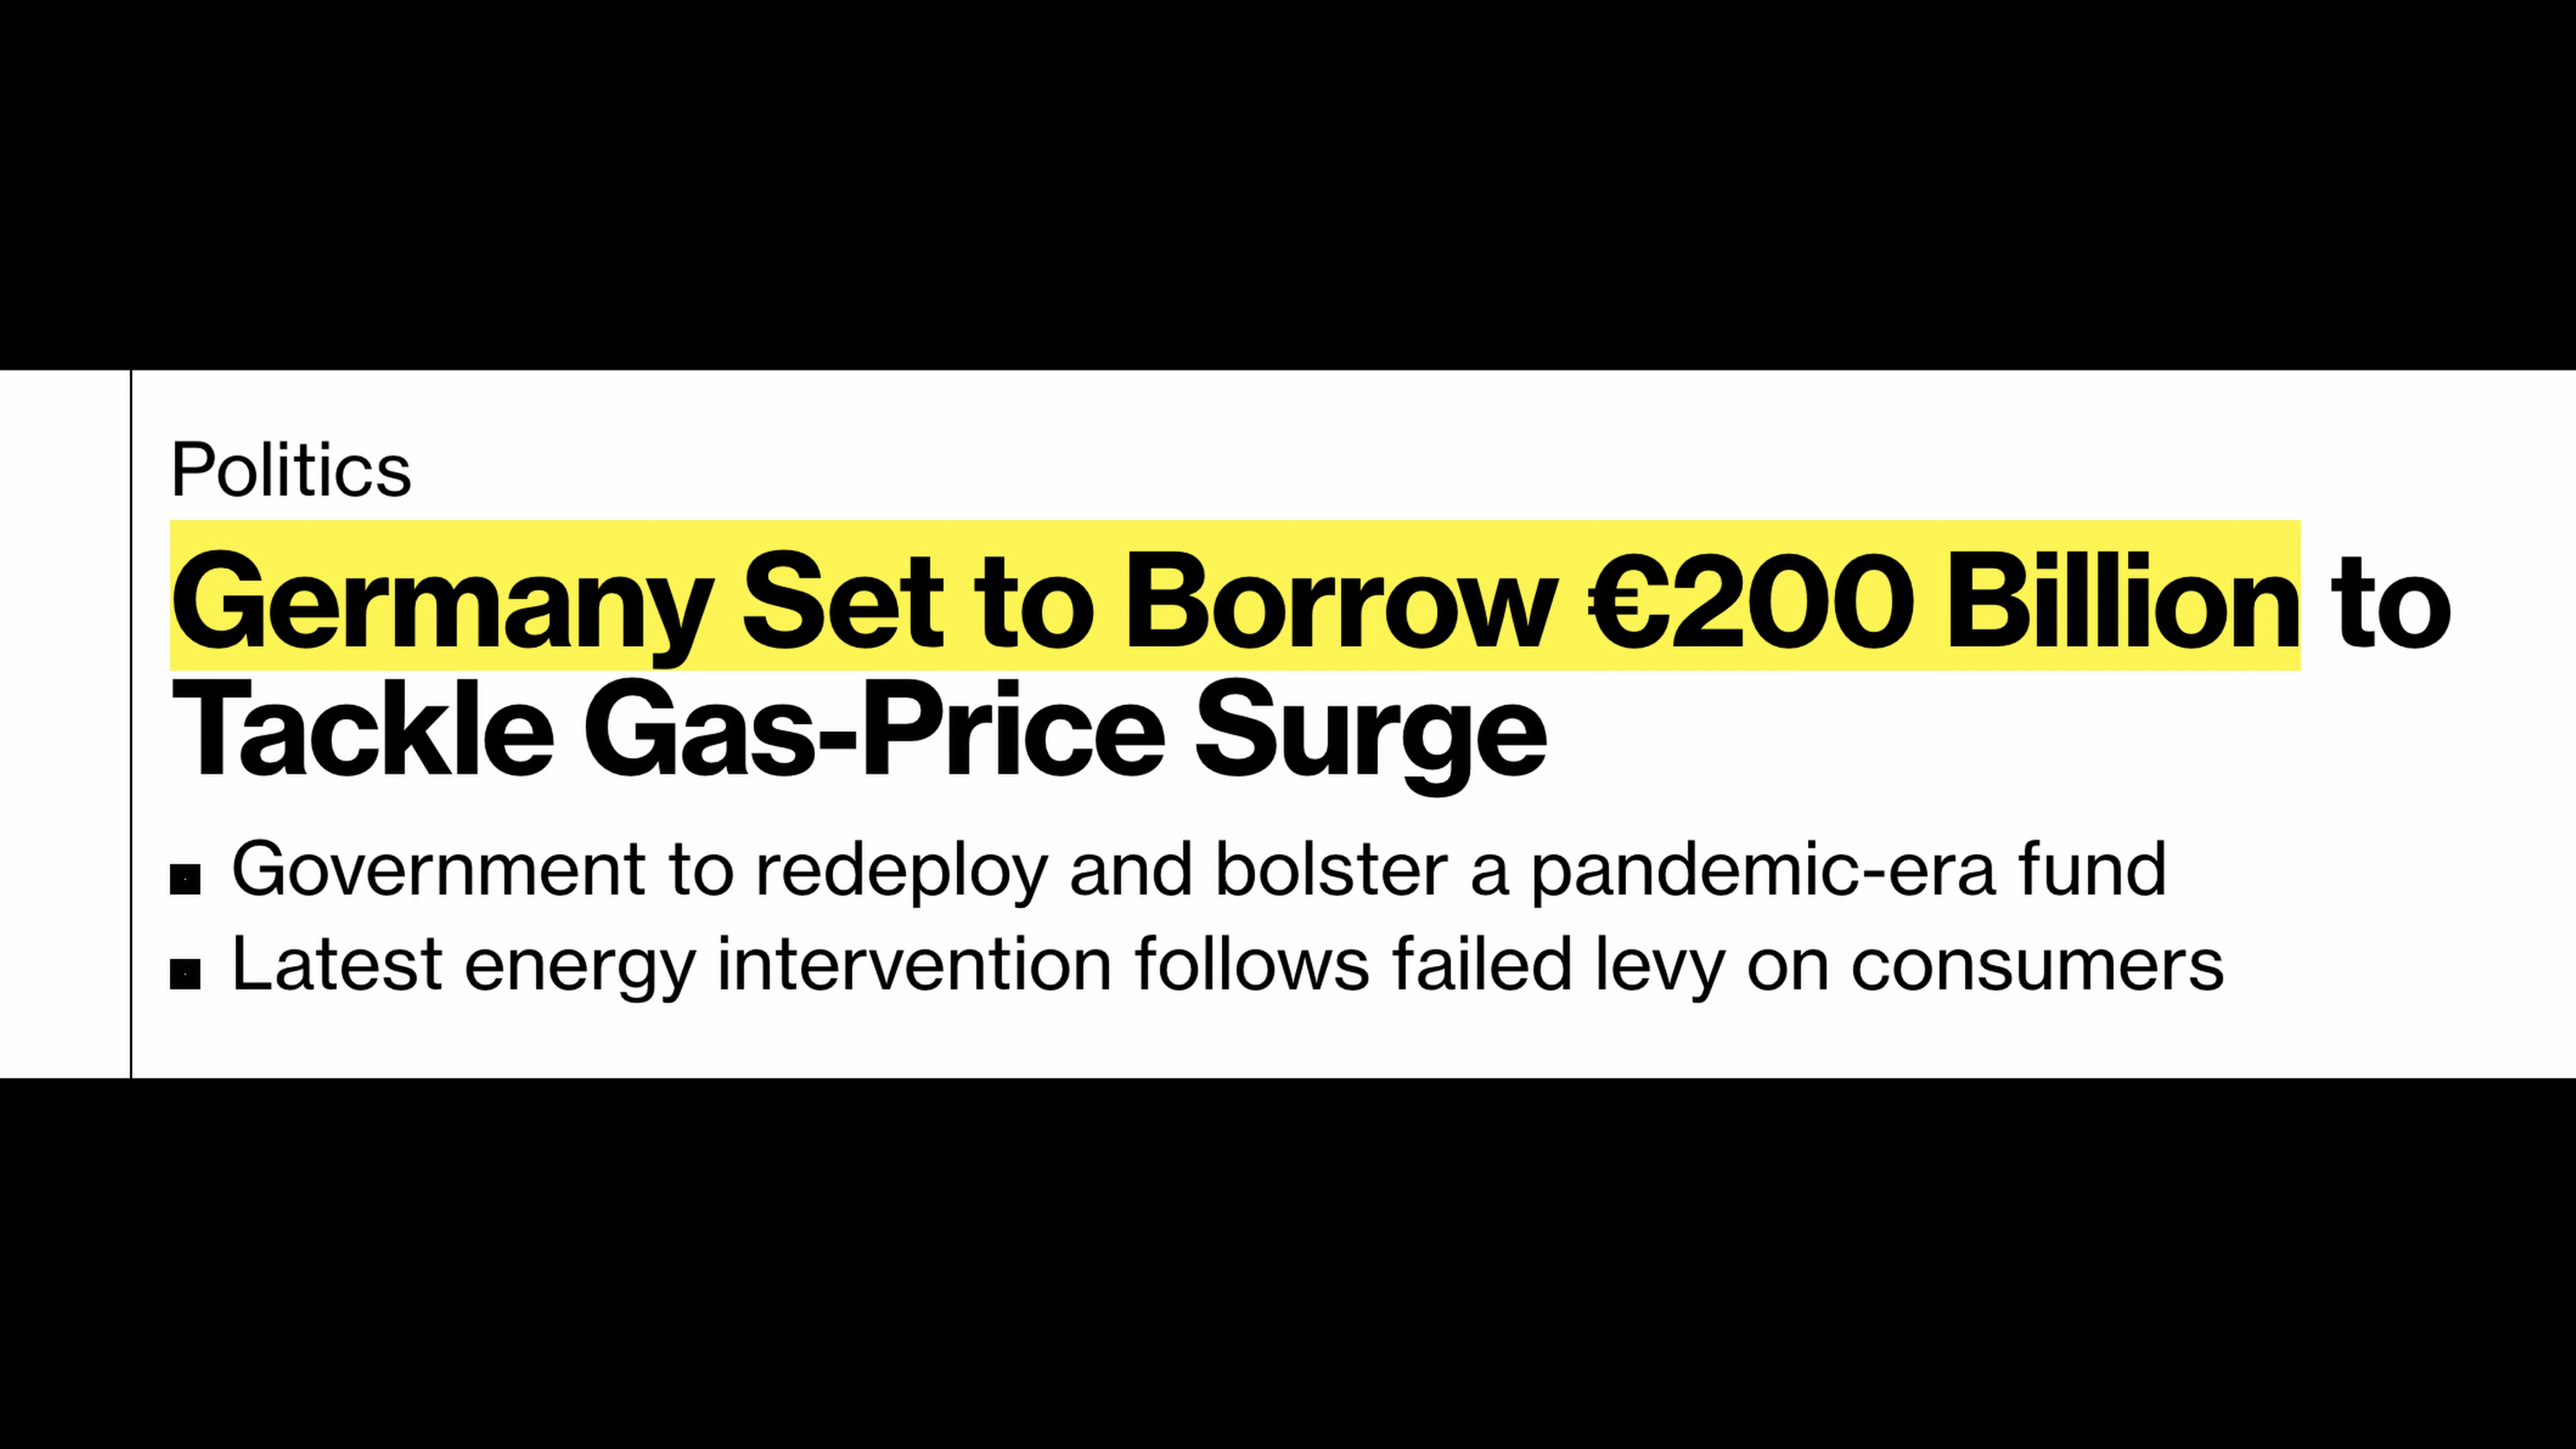 Politics
Germany Set to Borrow €200 Billion to
Tackle Gas-Price Surge
Government to redeploy and bolster a pandemic-era fund
Latest energy intervention follows failed levy on consumers